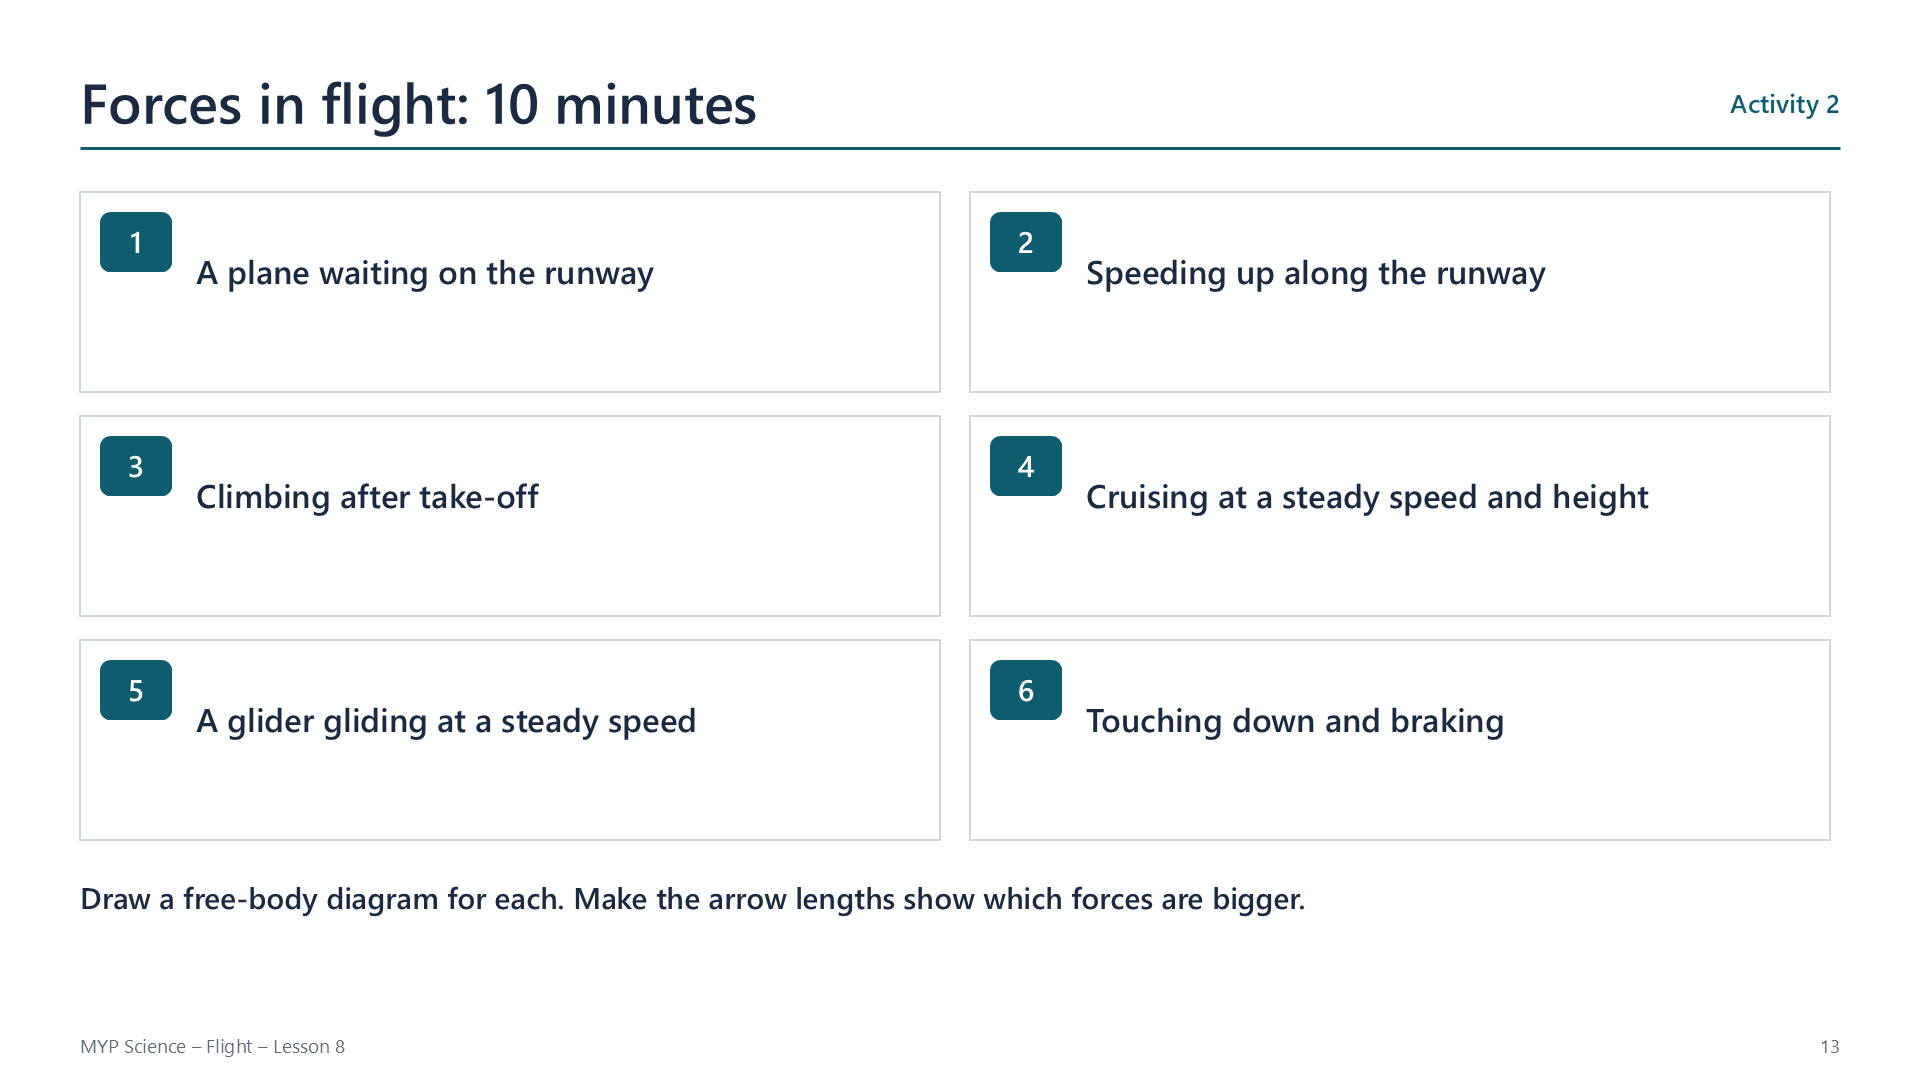 Forces in flight: 10 minutes
Activity 2
1
A plane waiting on the runway
2
Speeding up along the runway
3
Climbing after take-off
4
Cruising at a steady speed and height
5
A glider gliding at a steady speed
6
Touching down and braking
Draw a free-body diagram for each. Make the arrow lengths show which forces are bigger.
MYP Science – Flight – Lesson 8
13